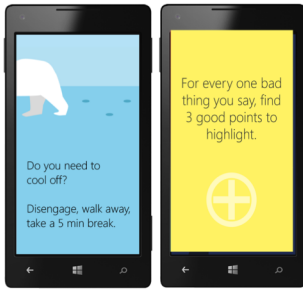 Do you need to
cool off?
Disengage, walk away,
take a 5 min break.
For every one bad
thing you say, find
3 good points to
highlight.